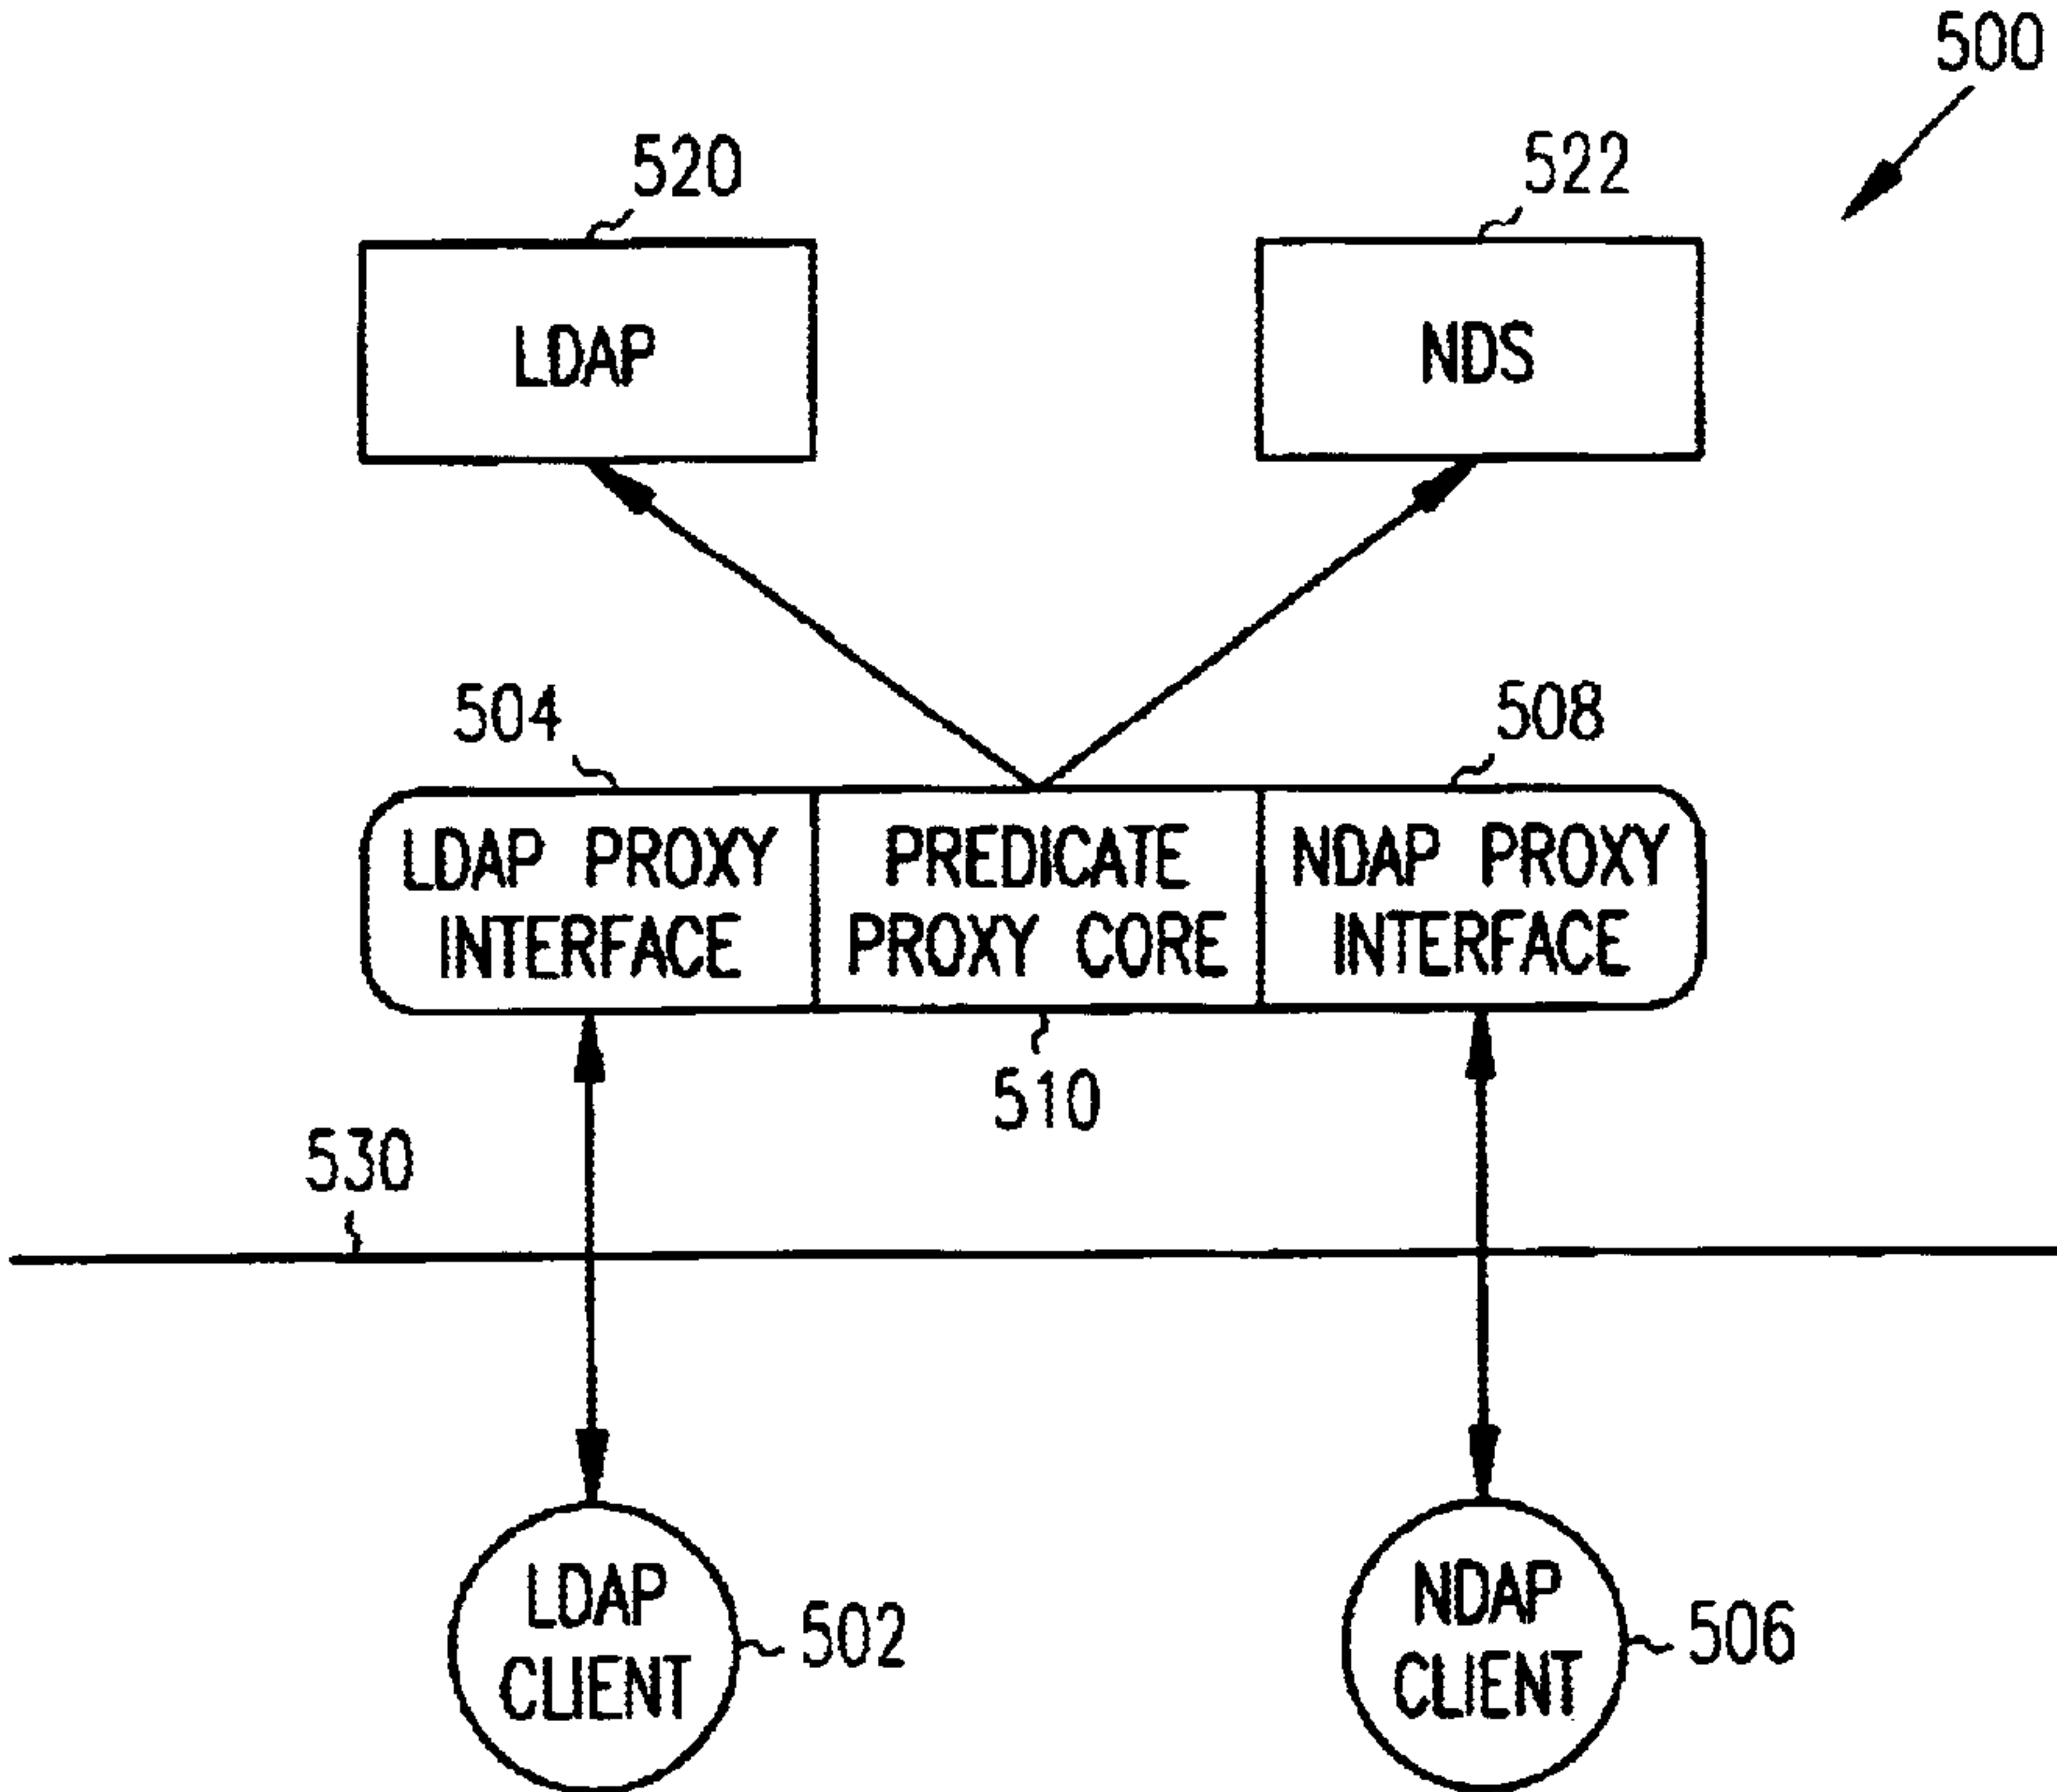 500
520
522
LDAP
NDS
504
508
LDAP PROXY
INTERFACE
PREDICATE
PROXY CORE
NDAP PROXY
INTERFACE
510
530
LDAP
CLIENT
502
NDAP
CLIENT
506